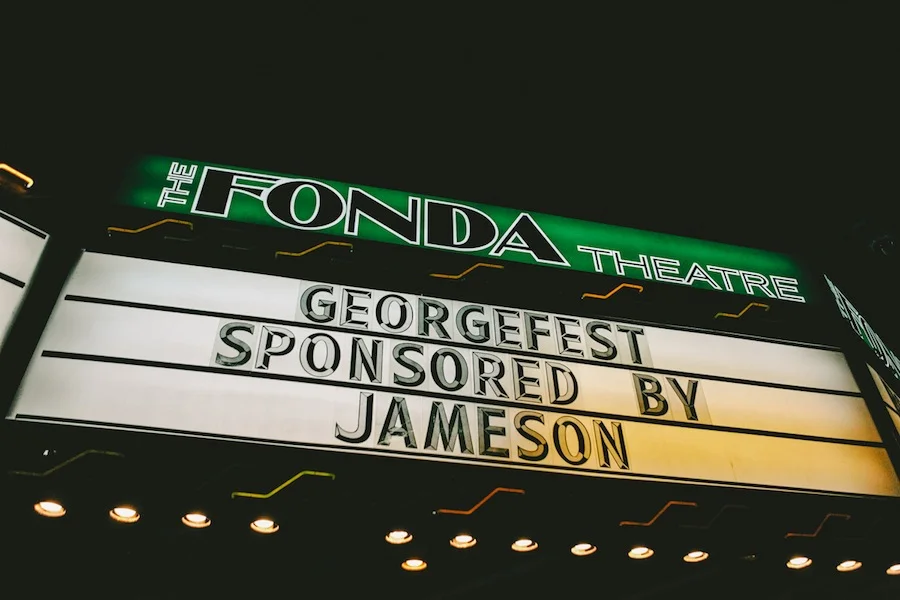 THE FONDA THEATRE
GEORGEFEST
SPONSORED BY
JAMESON